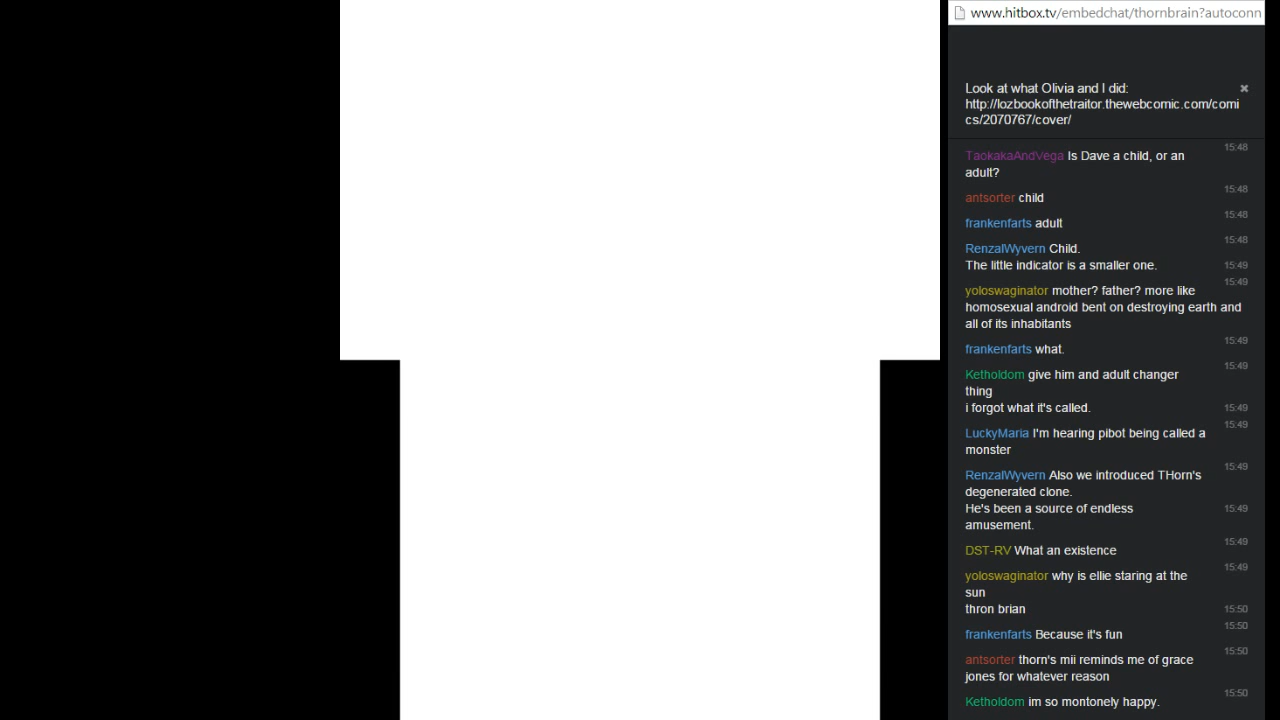 www.hitbox.tv/embedchat/thornbrain?autoconn
Look at what Olivia and I did:
http://lozbookofthetraitor.thewebcomic.com/comi
cs/2070767/cover/
15:48
TaokakaAndVega Is Dave a child, or an
adult?
15:48
antsorter child
15:48
frankenfarts adult
15:48
RenzalWyvern Child.
The little indicator is a smaller one. 15:49
15:49
yoloswaginator mother? father? more like
homosexual android bent on destroying earth and
all of its inhabitants
15:49
frankenfarts what.
15:49
Ketholdom give him and adult changer
thing
i forgot what it's called. 15:49
15:49
LuckyMaria I'm hearing pibot being called a
monster
15:49
RenzalWyvern Also we introduced THorn's
degenerated clone.
He's been a source of endless 15:49
amusement.
15:49
DST-RV What an existence
15:49
yoloswaginator why is ellie staring at the
sun
thron brian 15:50
15:50
frankenfarts Because it's fun
15:50
antsorter thorn's mii reminds me of grace
jones for whatever reason
15:50
Ketholdom im so montonely happy.